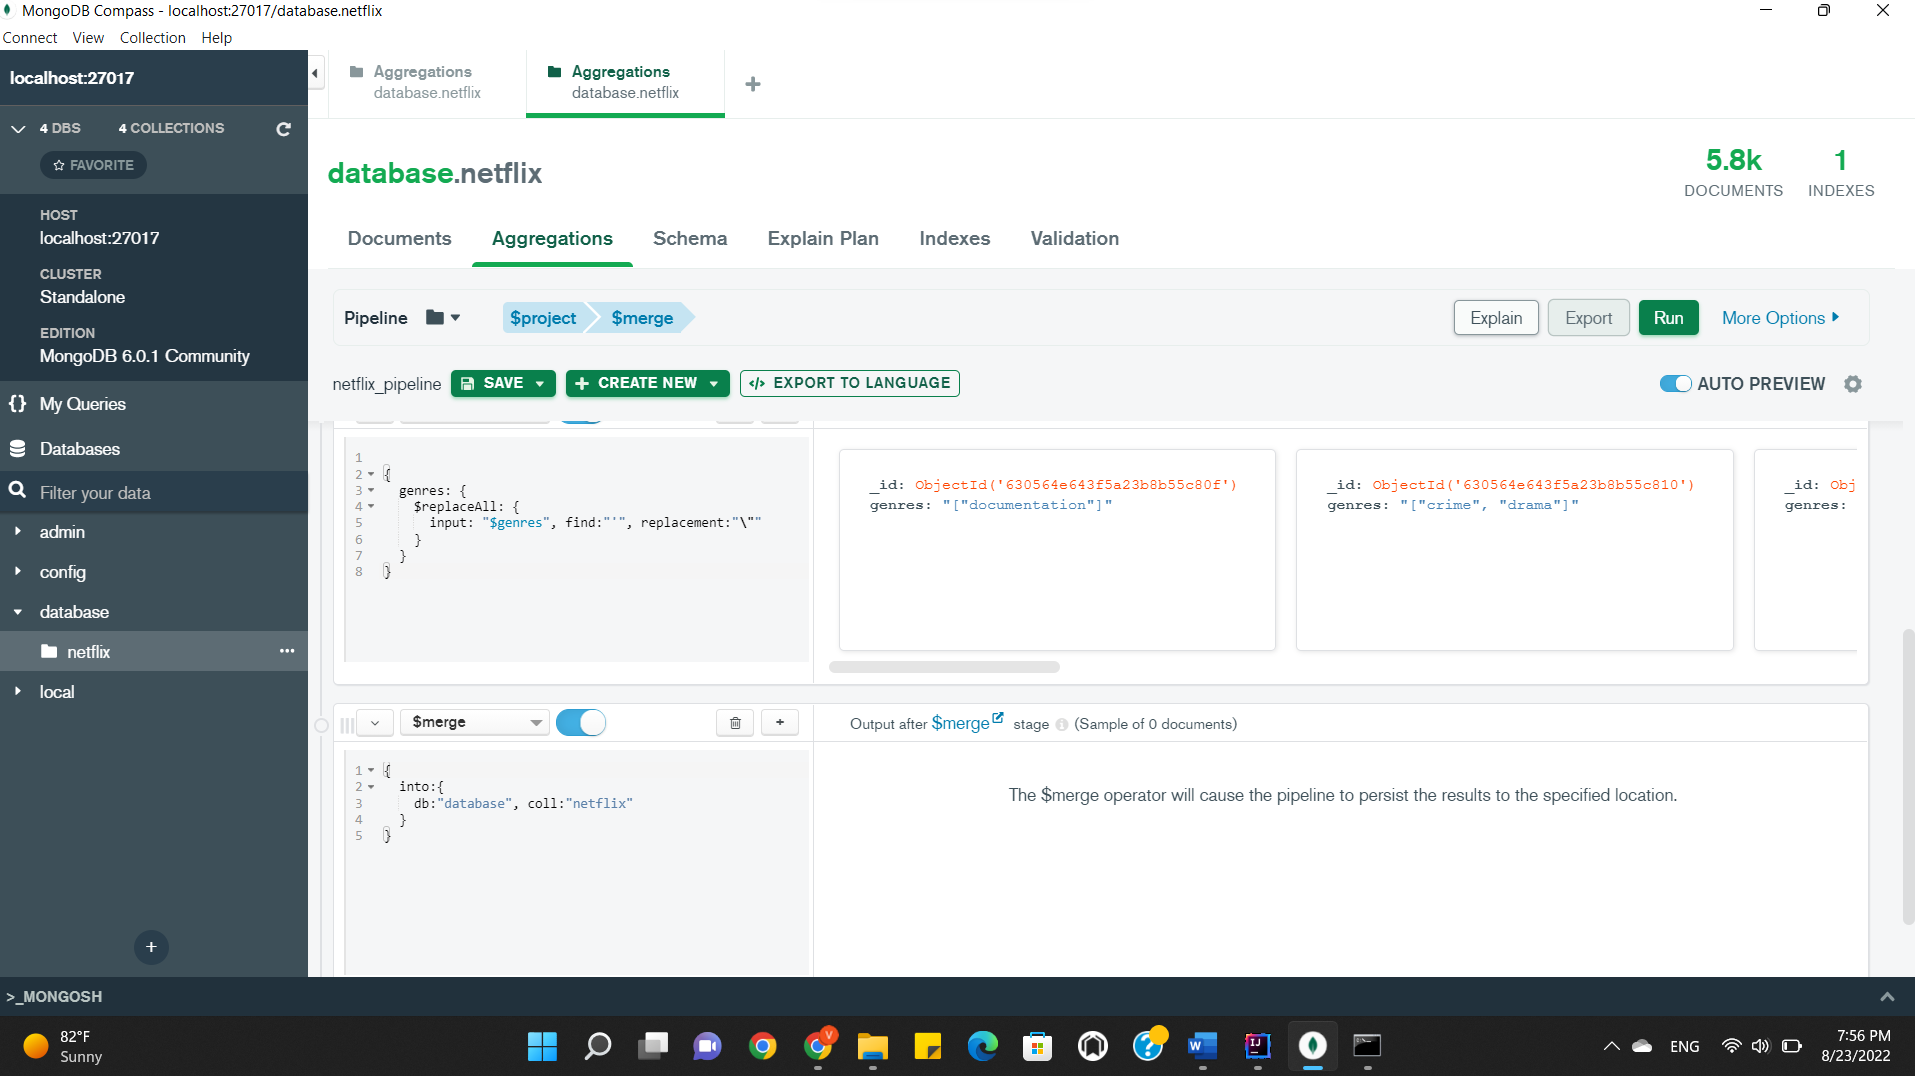 MongoDB Compass - localhost:27017/database.netflix
Connect View Collection Help
localhost:27017
4 DBS 4 COLLECTIONS
FAVORITE
HOST
localhost:27017
CLUSTER
Standalone
EDITION
MongoDB 6.0.1 Community
{} My Queries
Databases
Filter your data
admin
config
database
netflix
local
>_MONGOSH
Aggregations
database.netflix
Aggregations
database.netflix
database.netflix
5.8k
DOCUMENTS
1
INDEXES
Documents Aggregations Schema Explain Plan Indexes Validation
Pipeline $project $merge Explain Export Run More Options
netflix_pipeline SAVE + CREATE NEW </> EXPORT TO LANGUAGE AUTO PREVIEW
1
2 {
3 genres: {
4 $replaceAll: {
5 input: "$genres", find:"'", replacement:"\""
6 }
7 }
8 }
_id: ObjectId('630564e643f5a23b8b55c80f')
genres: "["documentation"]"
_id: ObjectId('630564e643f5a23b8b55c810')
genres: "["crime", "drama"]"
_id: Obj
genres:
$merge
Output after $merge stage (Sample of 0 documents)
1 {
2 into:{
3 db:"database", coll:"netflix"
4 }
5 }
The $merge operator will cause the pipeline to persist the results to the specified location.
82°F
Sunny
ENG
7:56 PM
8/23/2022